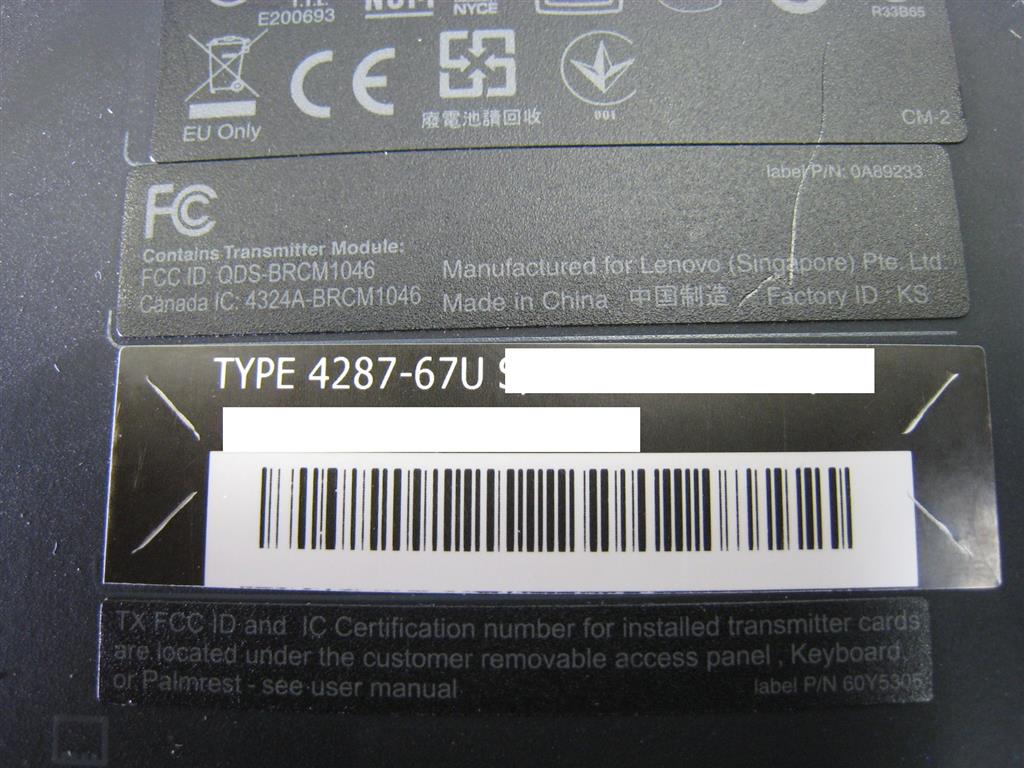 E200693
NYCE
R33B65
EU Only
CE
廢電池請回收
001
CM-2
label P/N: 0A89233
FC
Contains Transmitter Module:
FCC ID: QDS-BRCM1046
Canada IC: 4324A-BRCM1046
Manufactured for Lenovo (Singapore) Pte. Ltd
Made in China 中国制造 Factory ID : KS
TYPE 4287-67U S
TX FCC ID and IC Certification number for installed transmitter cards
are located under the customer removable access panel , Keyboard
or Palmrest - see user manual
label P/N 60Y5305